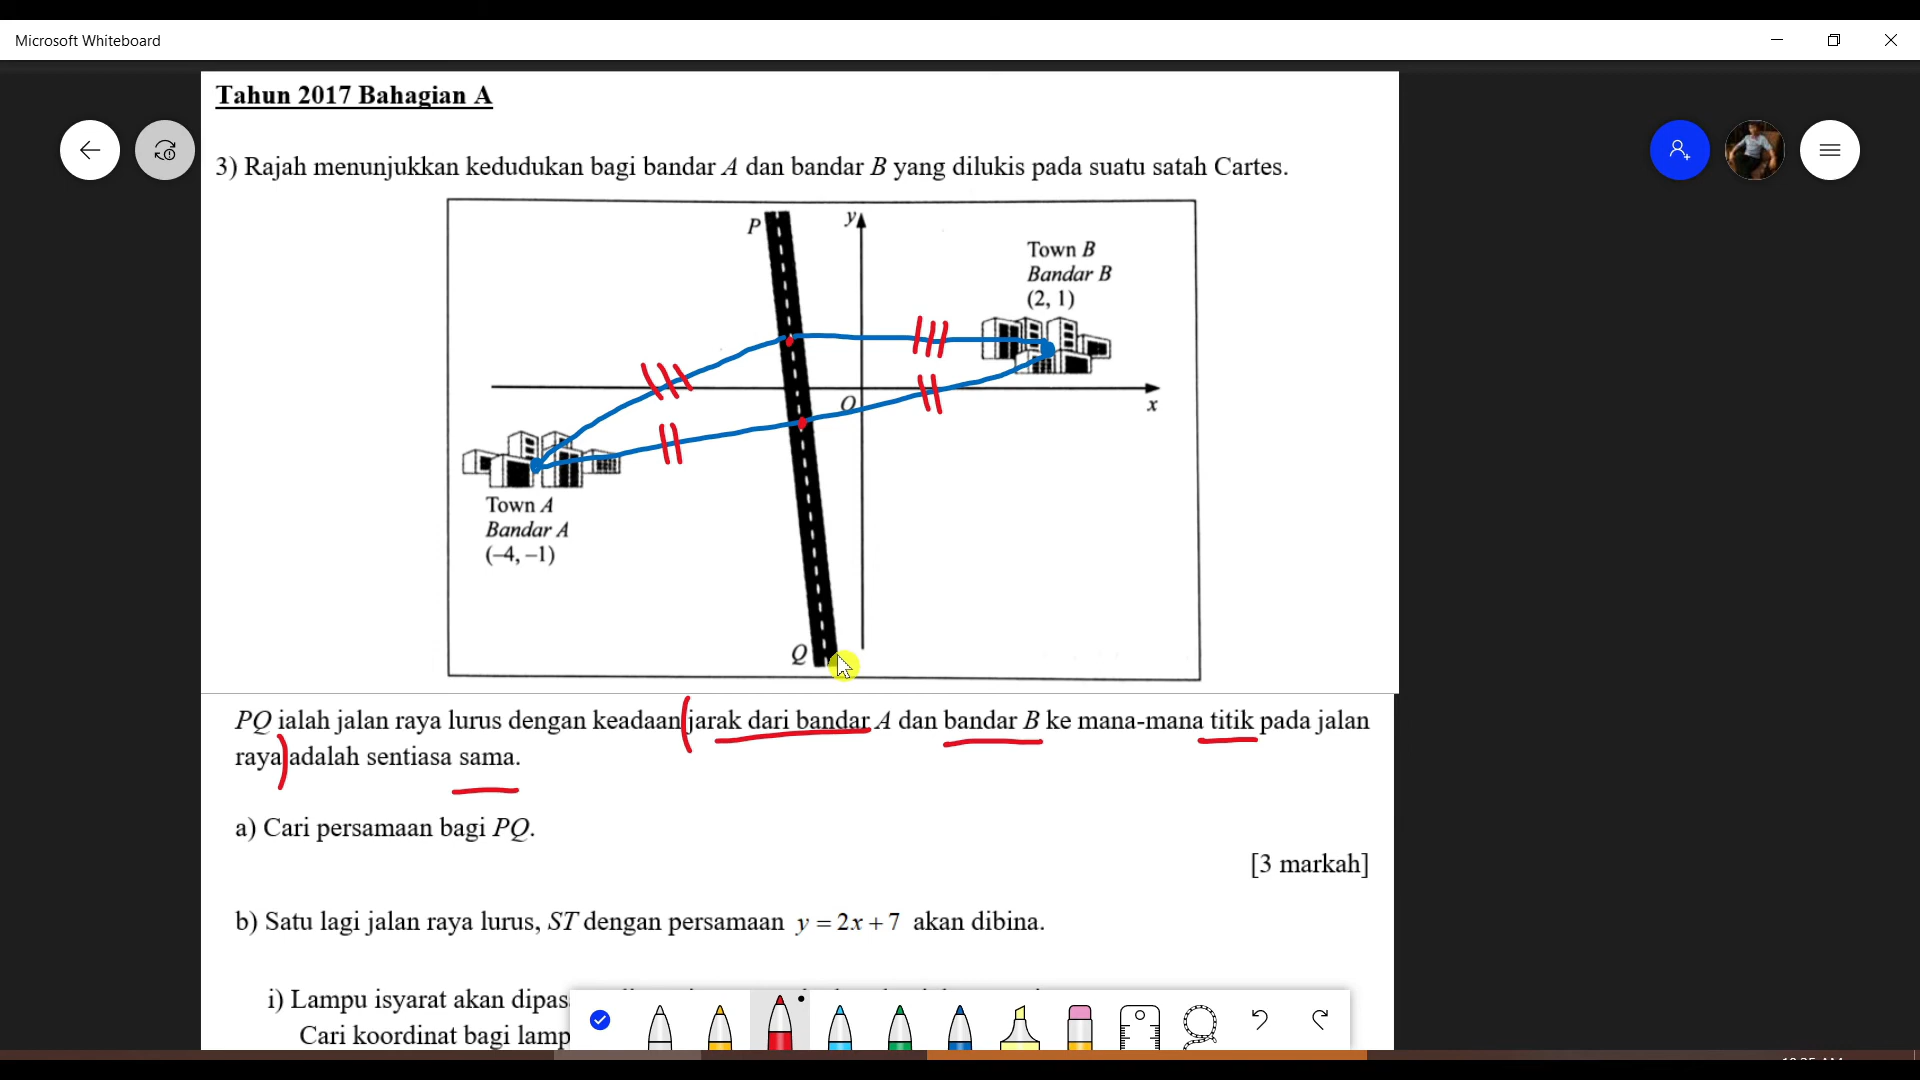 Microsoft Whiteboard
Tahun 2017 Bahagian A
3) Rajah menunjukkan kedudukan bagi bandar A dan bandar B yang dilukis pada suatu satah Cartes.
P
y
Town B
Bandar B
(2, 1)
O
x
Town A
Bandar A
(–4, –1)
Q
PQ ialah jalan raya lurus dengan keadaan jarak dari bandar A dan bandar B ke mana-mana titik pada jalan
raya adalah sentiasa sama.
a) Cari persamaan bagi PQ.
[3 markah]
b) Satu lagi jalan raya lurus, ST dengan persamaan y = 2x + 7 akan dibina.
i) Lampu isyarat akan
Cari koordinat bagi